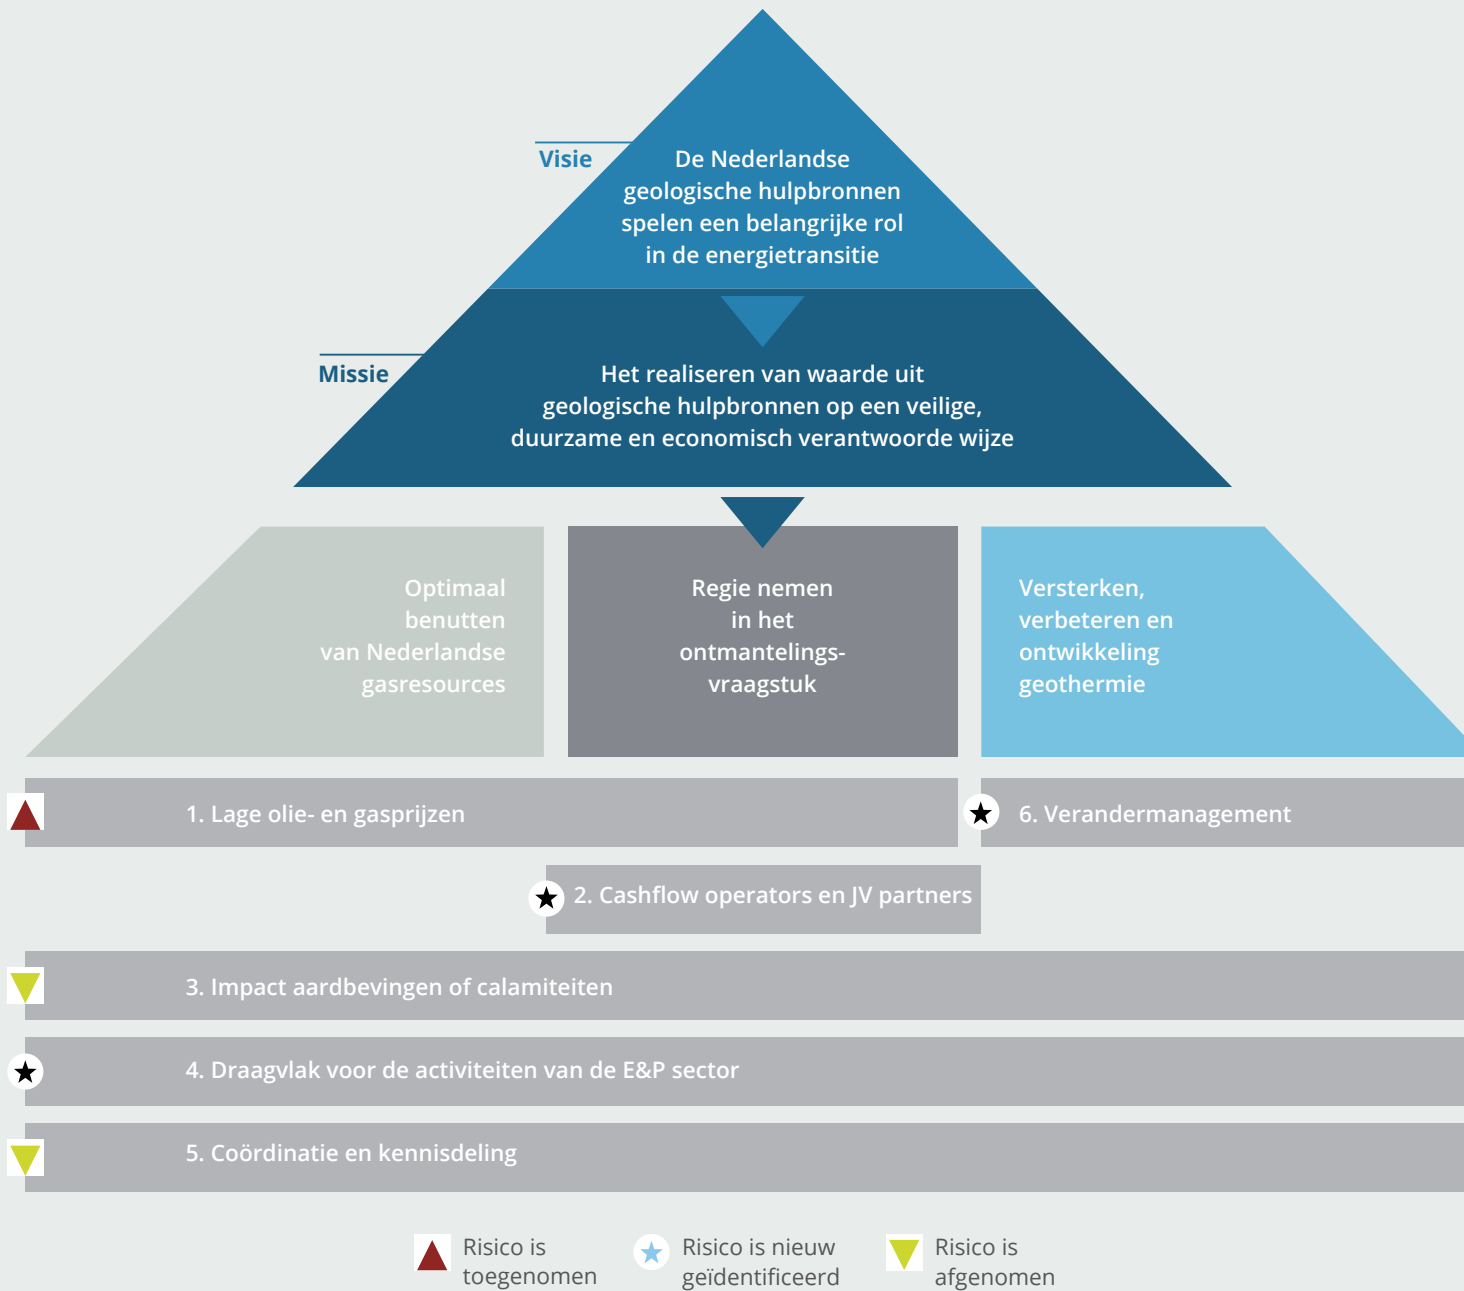 Visie
De Nederlandse
geologische hulpbronnen
spelen een belangrijke rol
in de energietransitie
Missie
Het realiseren van waarde uit
geologische hulpbronnen op een veilige,
duurzame en economisch verantwoorde wijze
Optimaal
benutten
van Nederlandse
gasresources
Regie nemen
in het
ontmantelings-
vraagstuk
Versterken,
verbeteren en
ontwikkeling
geothermie
1. Lage olie- en gasprijzen
6. Verandermanagement
2. Cashflow operators en JV partners
3. Impact aardbevingen of calamiteiten
4. Draagvlak voor de activiteiten van de E&P sector
5. Coördinatie en kennisdeling
Risico is
toegenomen
Risico is nieuw
geïdentificeerd
Risico is
afgenomen